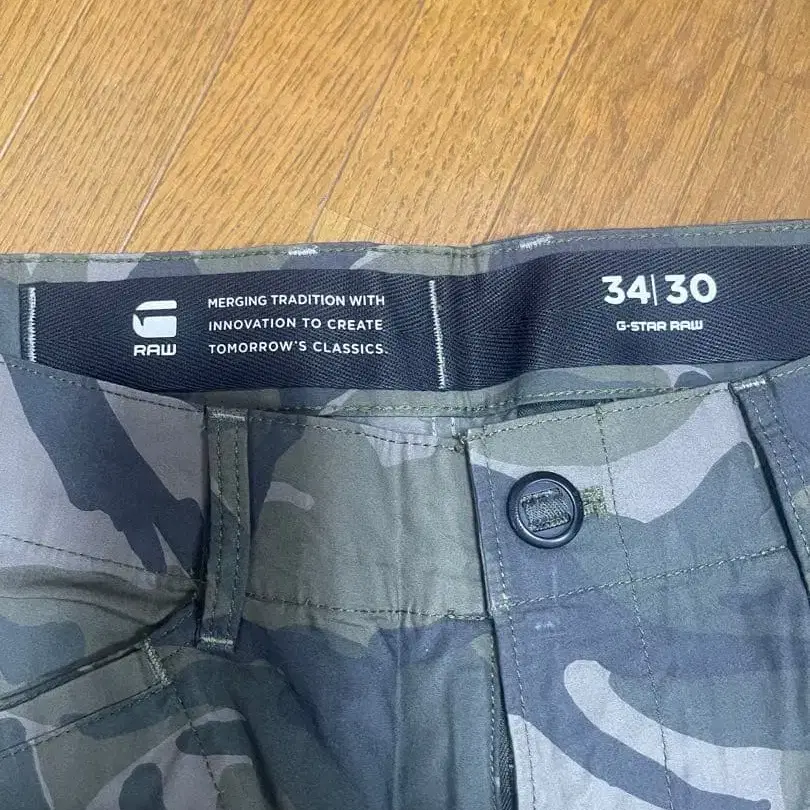 RAW
MERGING TRADITION WITH
INNOVATION TO CREATE
TOMORROW'S CLASSICS.
34|30
G-STAR RAW